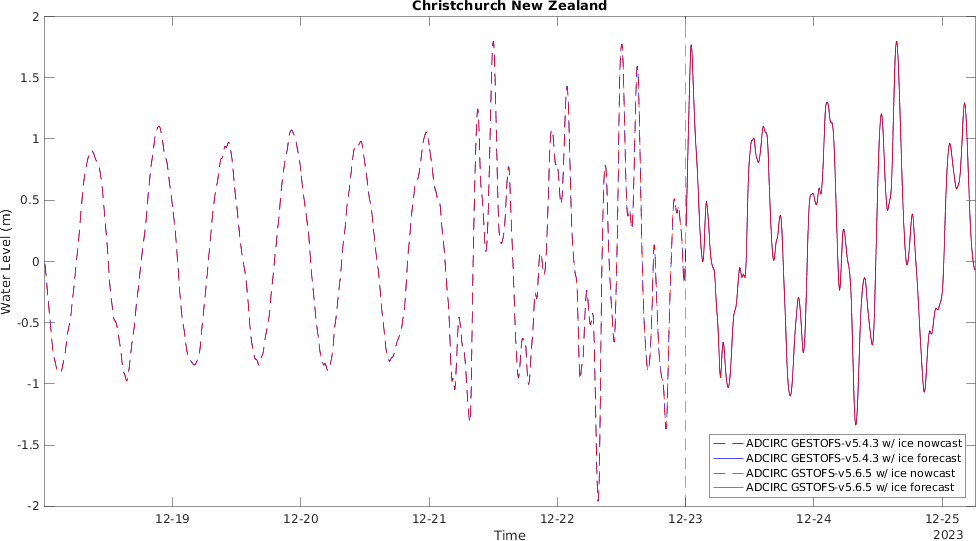 Christchurch New Zealand
2
1.5
1
0.5
0
-0.5
-1
-1.5
-2
Water Level (m)
ADCIRC GESTOFS-v5.4.3 w/ ice nowcast
ADCIRC GESTOFS-v5.4.3 w/ ice forecast
ADCIRC GSTOFS-v5.6.5 w/ ice nowcast
ADCIRC GSTOFS-v5.6.5 w/ ice forecast
12-19 12-20 12-21 12-22 12-23 12-24 12-25
Time 2023